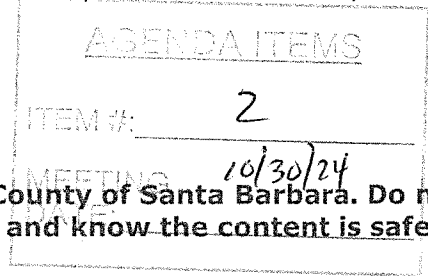 AGENDA ITEMS
ITEM #: 2
MEETING 10/30/24
County of Santa Barbara. Do
DATE:
and know the content is safe